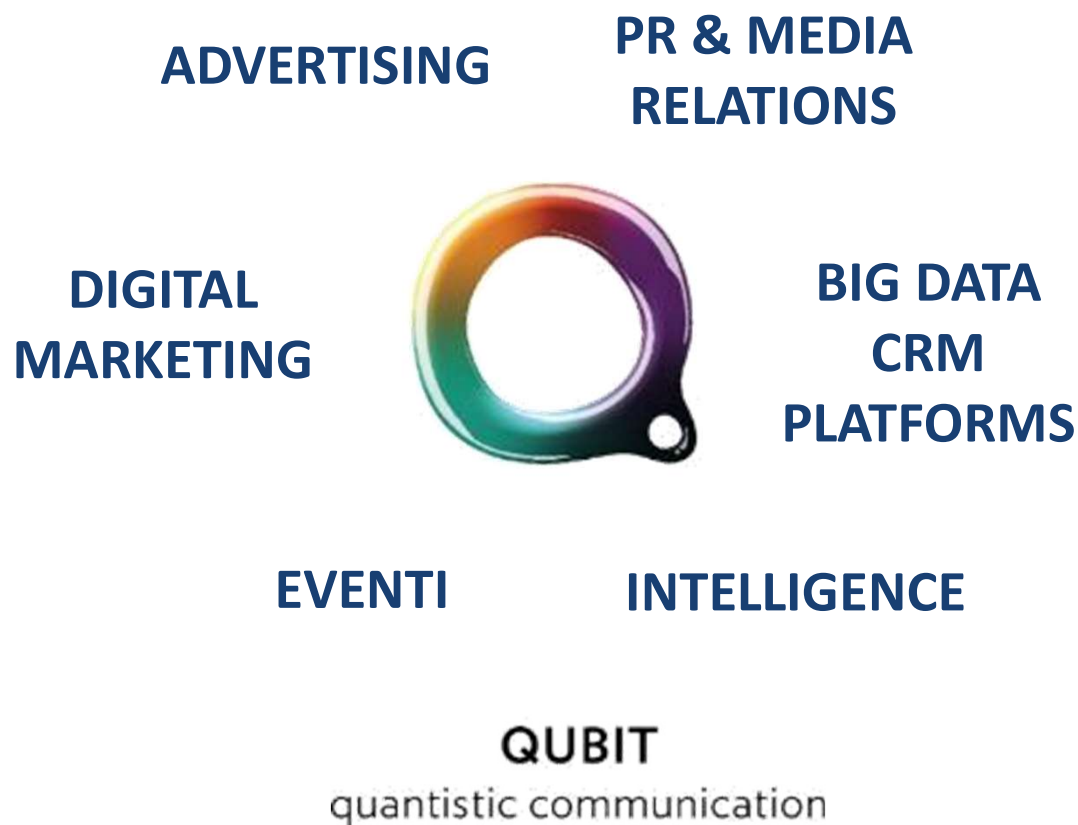 ADVERTISING
PR & MEDIA
RELATIONS
DIGITAL
MARKETING
BIG DATA
CRM
PLATFORMS
EVENTI
INTELLIGENCE
QUBIT
quantistic communication